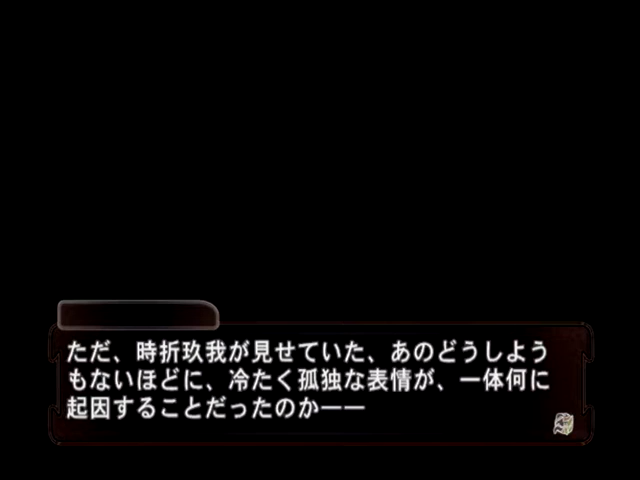 ただ、時折玖我が見せていた、あのどうしよう
もないほどに、冷たく孤独な表情が、一体何に
起因することだったのか――